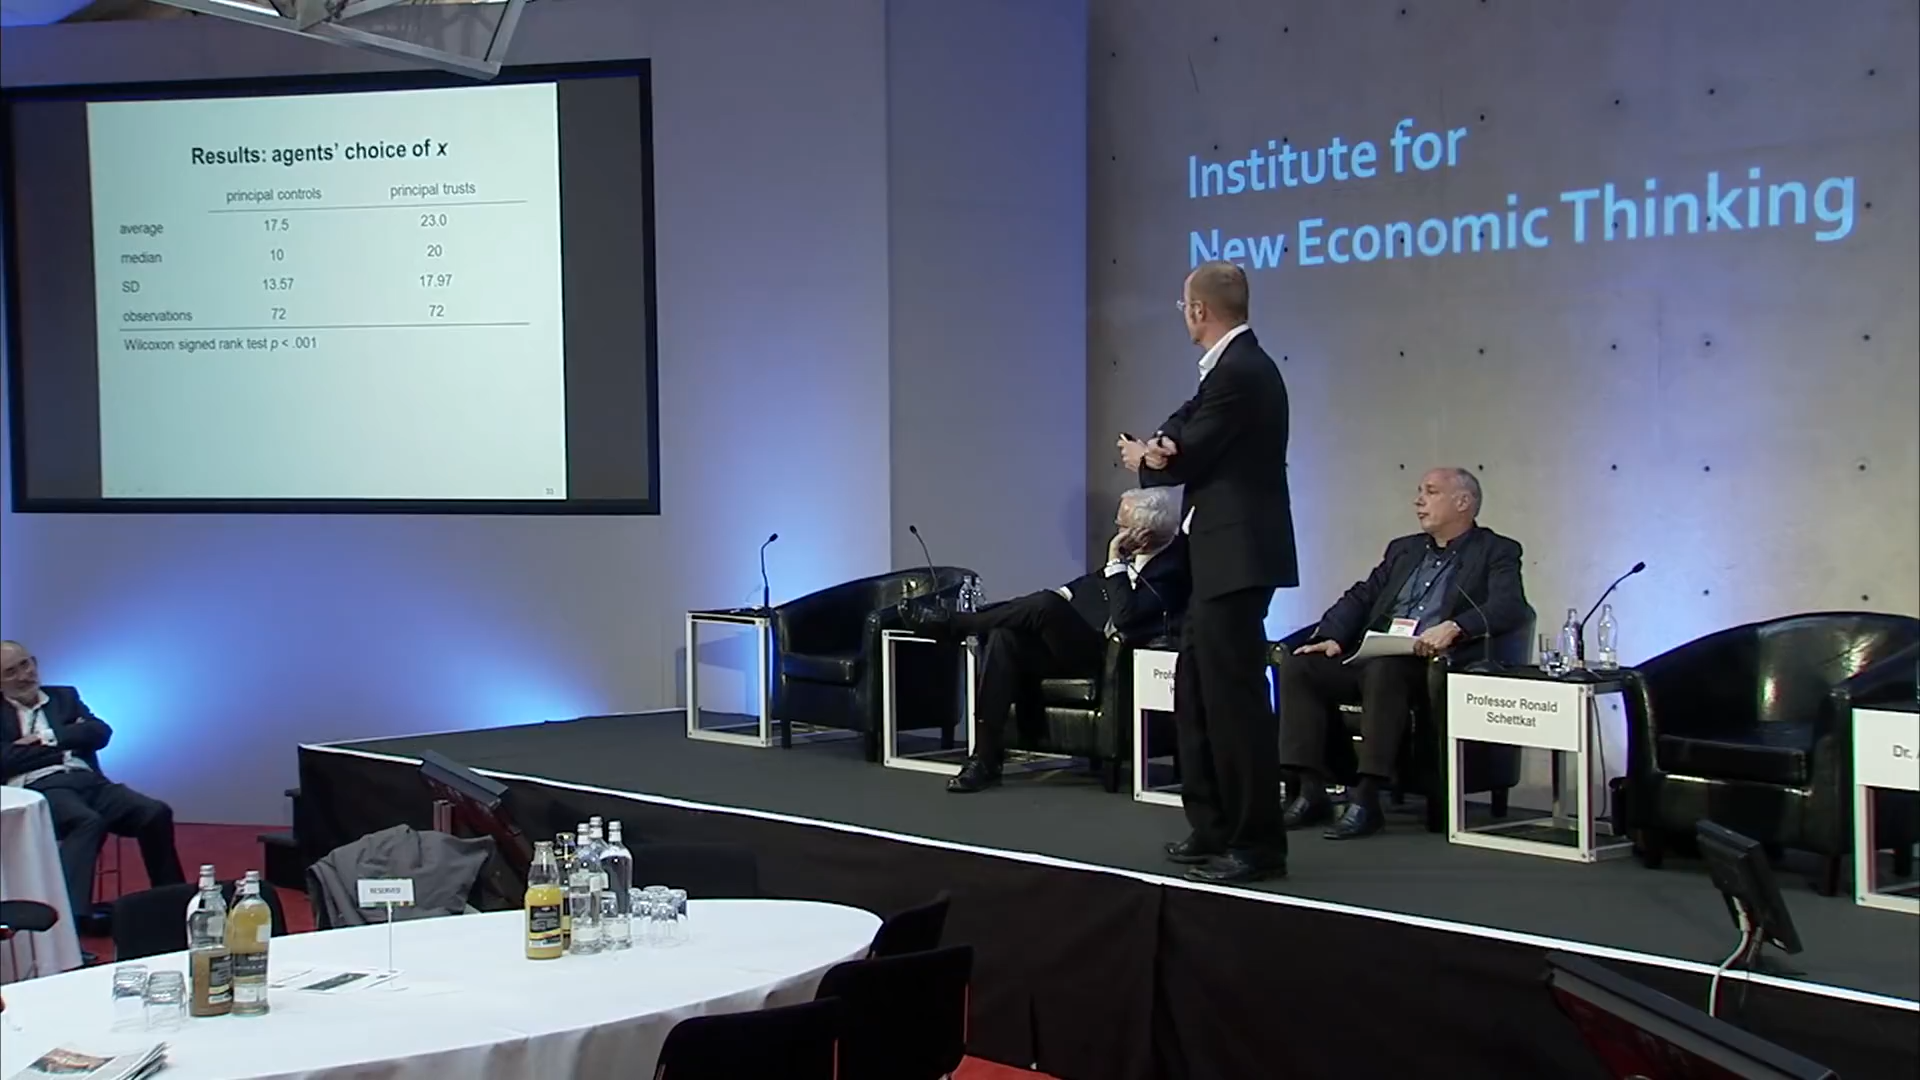 Results: agents' choice of x
principal controls principal trusts
average 17.5 23.0
median 10 20
SD 13.57 17.97
observations 72 72
Wilcoxon signed rank test p < .001
Institute for
New Economic Thinking
Professor Ronald
Schettkat
Dr.
RESERVED